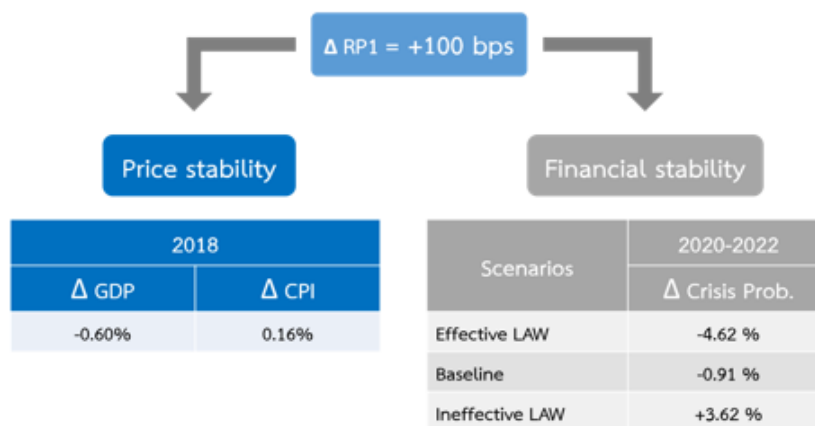 Δ RP1 = +100 bps
Price stability
Financial stability
2018
Δ GDP Δ CPI
-0.60% 0.16%
Scenarios 2020-2022
Δ Crisis Prob.
Effective LAW -4.62 %
Baseline -0.91 %
Ineffective LAW +3.62 %